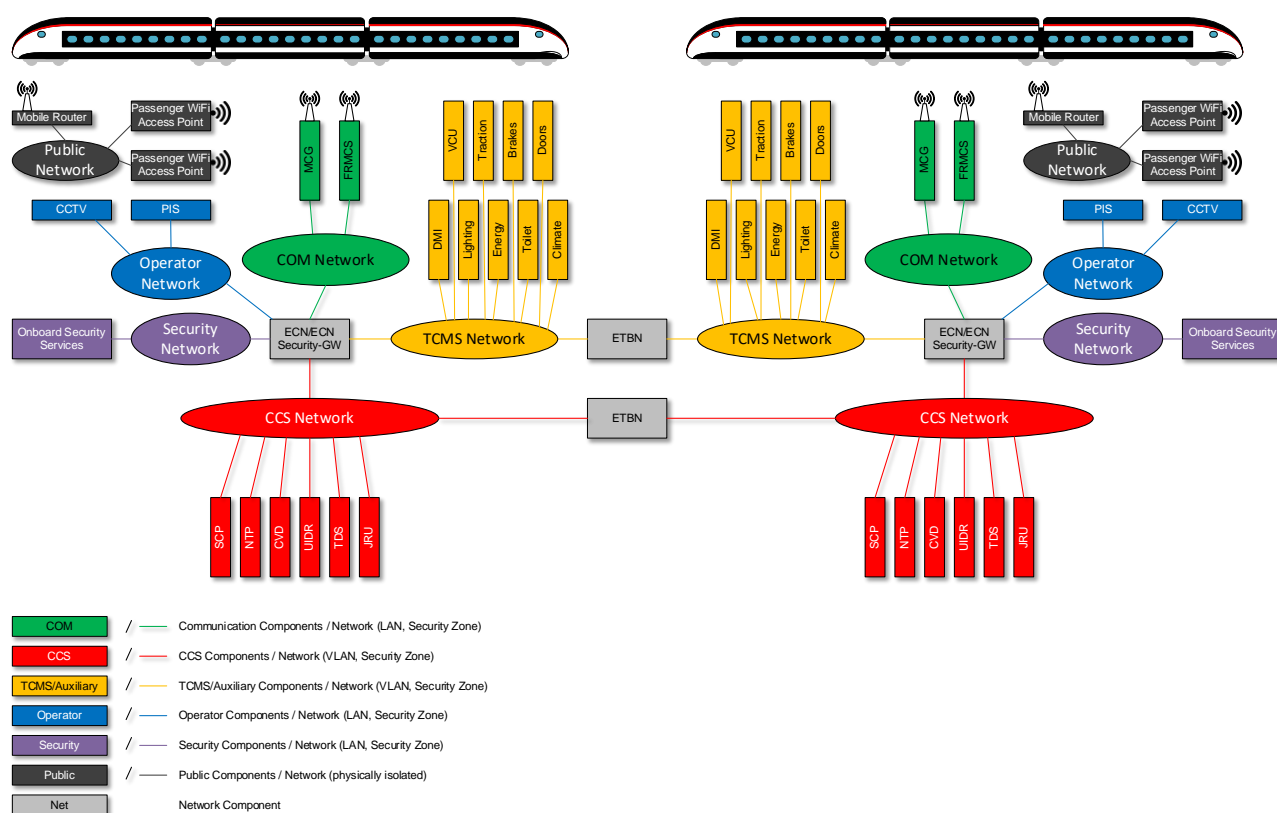 Mobile Router
Passenger WiFi
Access Point
Public
Network
Passenger WiFi
Access Point
MCG
FRMCS
VCU
Traction
Brakes
Doors
CCTV
PIS
DMI
Lighting
Energy
Toilet
Climate
Operator
Network
COM Network
Onboard Security
Services
Security
Network
ECN/ECN
Security-GW
TCMS Network
ETBN
CCS Network
ETBN
SCP
NTP
CVD
UIDR
TDS
JRU
VCU
Traction
Brakes
Doors
MCG
FRMCS
Mobile Router
Passenger WiFi
Access Point
Public
Network
Passenger WiFi
Access Point
DMI
Lighting
Energy
Toilet
Climate
PIS
CCTV
COM Network
Operator
Network
TCMS Network
ECN/ECN
Security-GW
Security
Network
Onboard Security
Services
CCS Network
SCP
NTP
CVD
UIDR
TDS
JRU
COM / Communication Components / Network (LAN, Security Zone)
CCS / CCS Components / Network (VLAN, Security Zone)
TCMS/Auxiliary / TCMS/Auxiliary Components / Network (VLAN, Security Zone)
Operator / Operator Components / Network (LAN, Security Zone)
Security / Security Components / Network (LAN, Security Zone)
Public / Public Components / Network (physically isolated)
Net Network Component